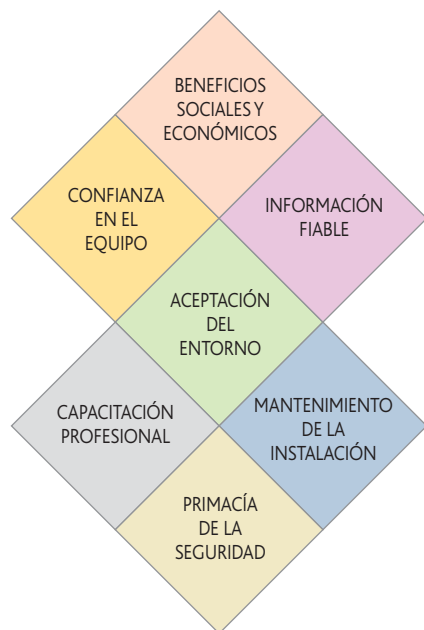 BENEFICIOS
SOCIALES Y
ECONÓMICOS
CONFIANZA
EN EL
EQUIPO
INFORMACIÓN
FIABLE
ACEPTACIÓN
DEL
ENTORNO
CAPACITACIÓN
PROFESIONAL
MANTENIMIENTO
DE LA
INSTALACIÓN
PRIMACÍA
DE LA
SEGURIDAD